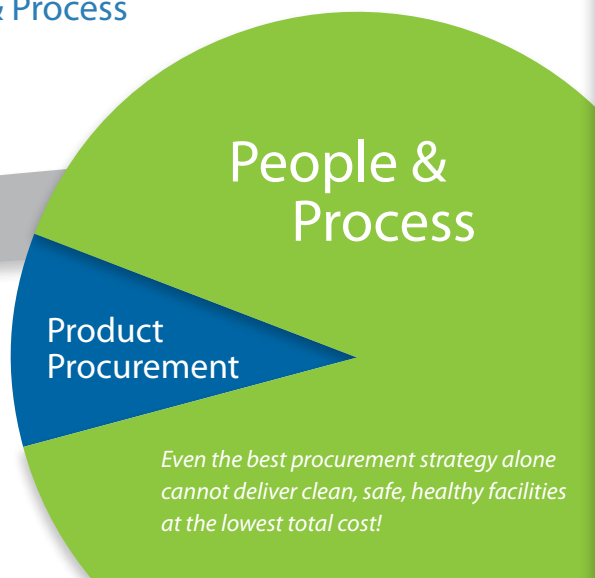 & Process
People &
Process
Product
Procurement
Even the best procurement strategy alone
cannot deliver clean, safe, healthy facilities
at the lowest total cost!